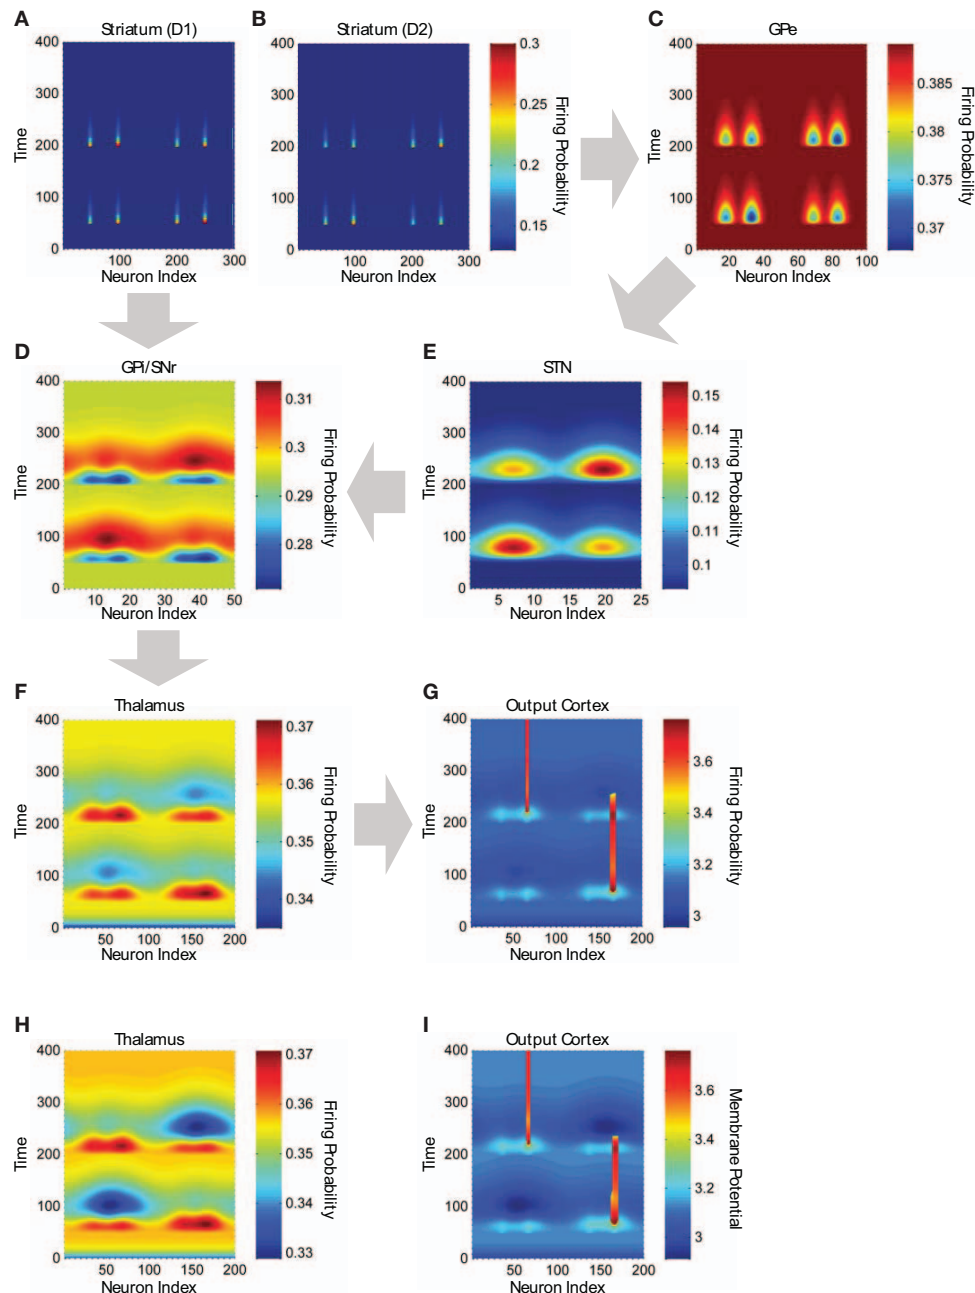 A
Striatum (D1)
400
300
200
100
0
Time
100
200
300
Neuron Index
B
Striatum (D2)
400
300
200
100
0
100
200
300
Neuron Index
0.3
0.25
0.2
0.15
Firing Probability
C
GPe
400
300
200
100
0
Time
20
40
60
80
100
Neuron Index
0.385
0.38
0.375
0.37
Firing Probability
D
GPi/SNr
400
300
200
100
0
Time
10
20
30
40
50
Neuron Index
0.31
0.3
0.29
0.28
Firing Probability
E
STN
400
300
200
100
0
Time
5
10
15
20
25
Neuron Index
0.15
0.14
0.13
0.12
0.11
0.1
Firing Probability
F
Thalamus
400
300
200
100
0
Time
50
100
150
200
Neuron Index
0.37
0.36
0.35
0.34
Firing Probability
G
Output Cortex
400
300
200
100
0
Time
50
100
150
200
Neuron Index
3.6
3.4
3.2
3
Firing Probability
H
Thalamus
400
300
200
100
0
Time
50
100
150
200
Neuron Index
0.37
0.36
0.35
0.34
0.33
Firing Probability
I
Output Cortex
400
300
200
100
0
Time
50
100
150
200
Neuron Index
3.6
3.4
3.2
3
Membrane Potential